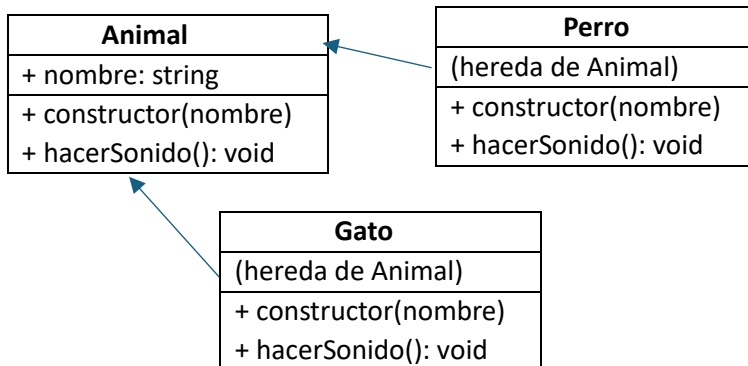 Animal
+ nombre: string
+ constructor(nombre)
+ hacerSonido(): void
Perro
(hereda de Animal)
+ constructor(nombre)
+ hacerSonido(): void
Gato
(hereda de Animal)
+ constructor(nombre)
+ hacerSonido(): void